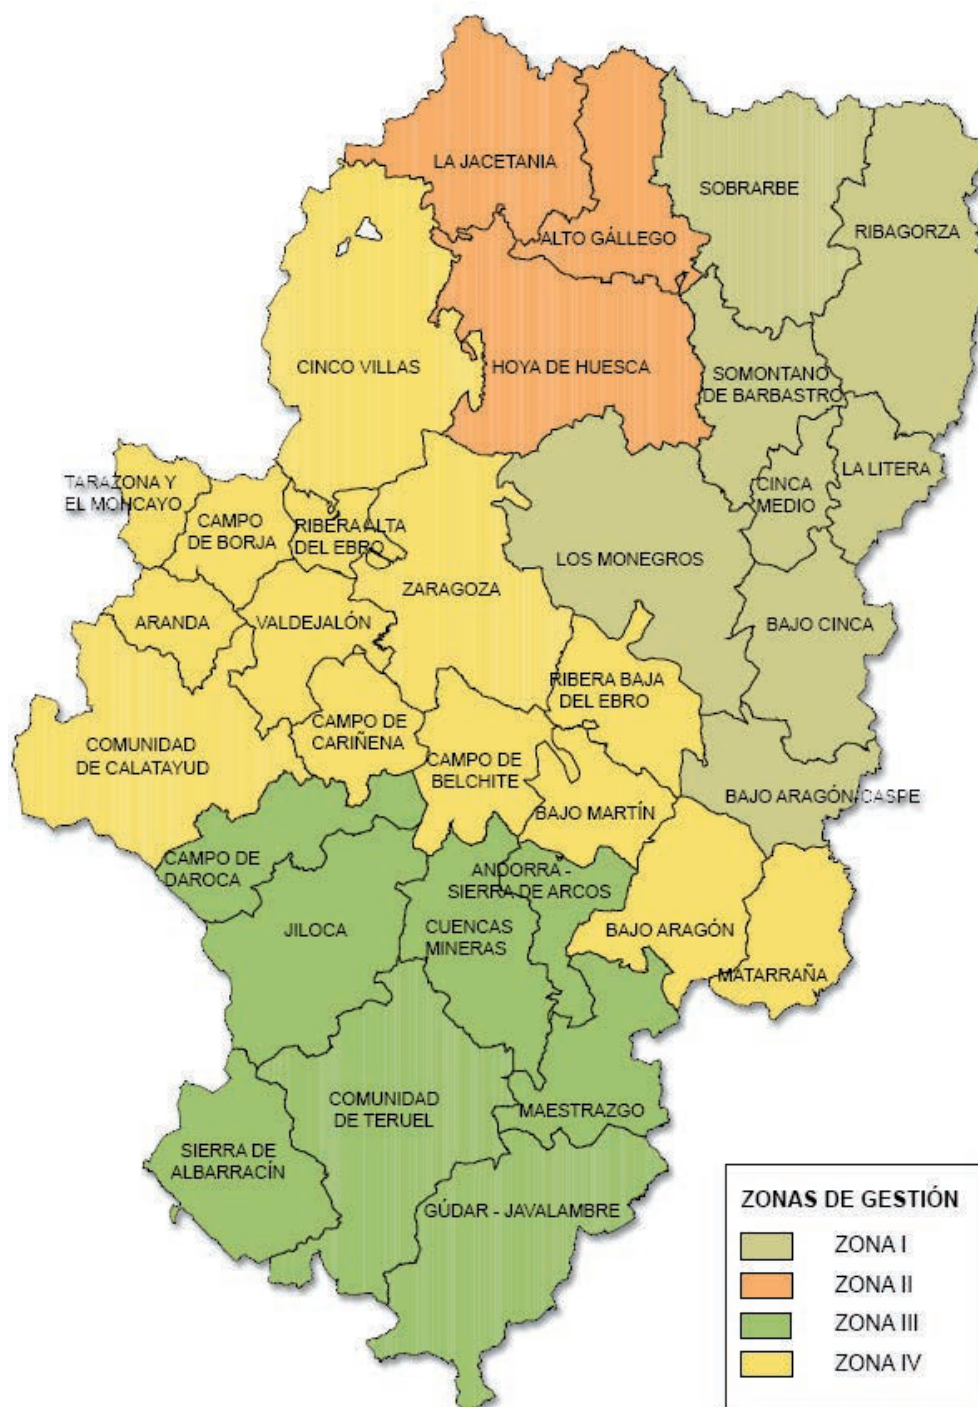 LA JACETANIA
SOBRARBE
RIBAGORZA
ALTO GÁLLEGO
CINCO VILLAS
HOYA DE HUESCA
SOMONTANO
DE BARBASTRO
LA LITERA
CINCA
MEDIO
TARAZONA Y
EL MONCAYO
CAMPO
DE BORJA
RIBERA ALTA
DEL EBRO
LOS MONEGROS
ZARAGOZA
ARANDA
VALDEJALÓN
BAJO CINCA
RIBERA BAJA
DEL EBRO
CAMPO DE
CARIÑENA
COMUNIDAD
DE CALATAYUD
CAMPO DE
BELCHITE
BAJO ARAGÓN/CASPE
BAJO MARTÍN
CAMPO DE
DAROCA
ANDORRA -
SIERRA DE ARCOS
JILOCA
CUENCAS
MINERAS
BAJO ARAGÓN
MATARRAÑA
COMUNIDAD
DE TERUEL
MAESTRAZGO
SIERRA DE
ALBARRACÍN
GÚDAR - JAVALAMBRE
ZONAS DE GESTIÓN
ZONA I
ZONA II
ZONA III
ZONA IV